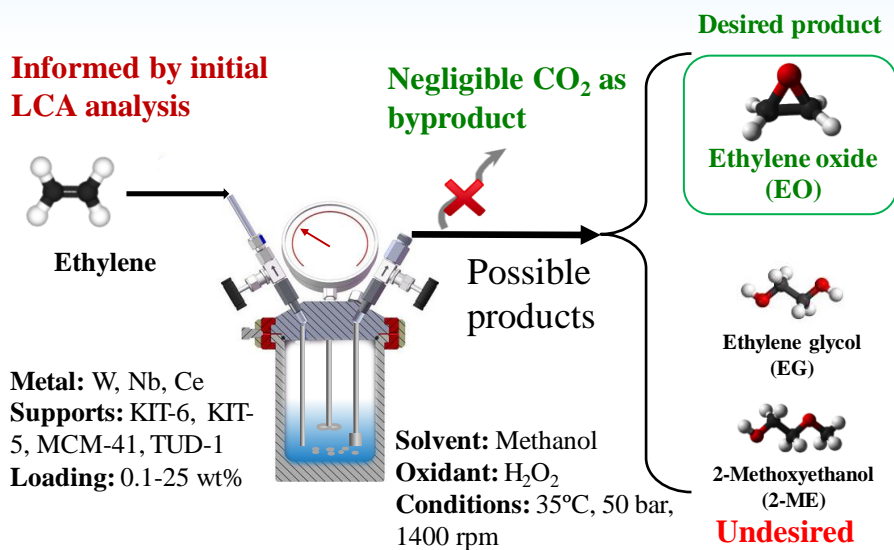 Desired product
Informed by initial
LCA analysis
Negligible CO₂ as
byproduct
Ethylene oxide
(EO)
Ethylene
Possible
products
Ethylene glycol
(EG)
Metal: W, Nb, Ce
Supports: KIT-6, KIT-
5, MCM-41, TUD-1
Loading: 0.1-25 wt%
Solvent: Methanol
Oxidant: H₂O₂
Conditions: 35ºC, 50 bar,
1400 rpm
2-Methoxyethanol
(2-ME)
Undesired